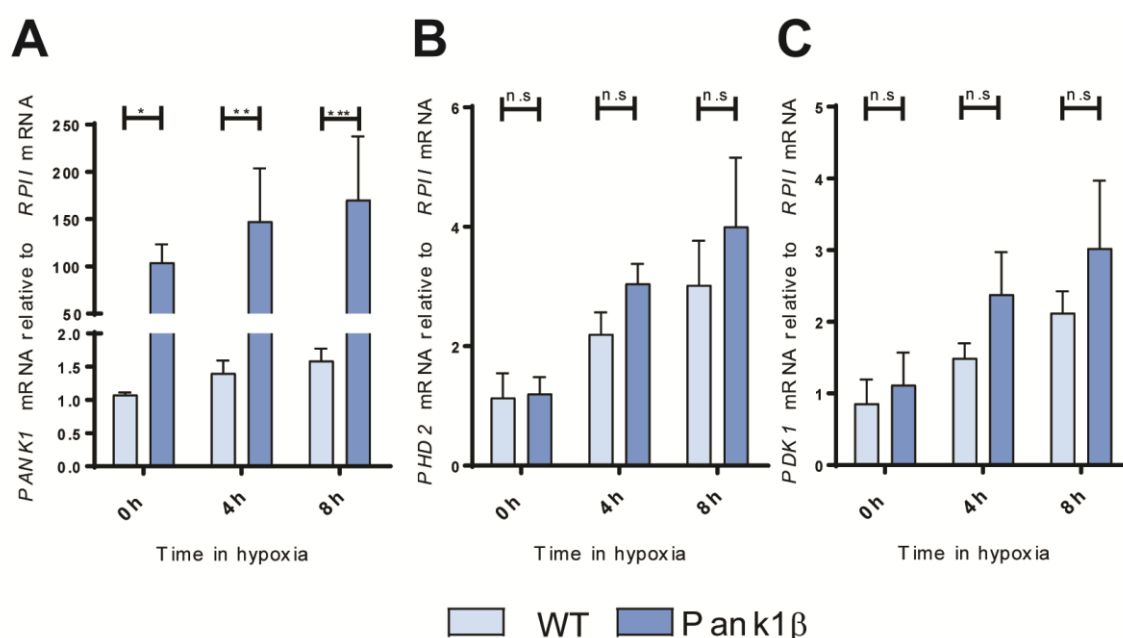 A
B
C
PANK1 mRNA relative to RPII mRNA
* ** ***
250
200
150
100
50
2.0
1.5
1.0
0.5
0.0
0h 4h 8h
Time in hypoxia
PHD2 mRNA relative to RPII mRNA
n.s n.s n.s
6
4
2
0
0h 4h 8h
Time in hypoxia
PDK1 mRNA relative to RPII mRNA
n.s n.s n.s
5
4
3
2
1
0
0h 4h 8h
Time in hypoxia
WT Pank1β